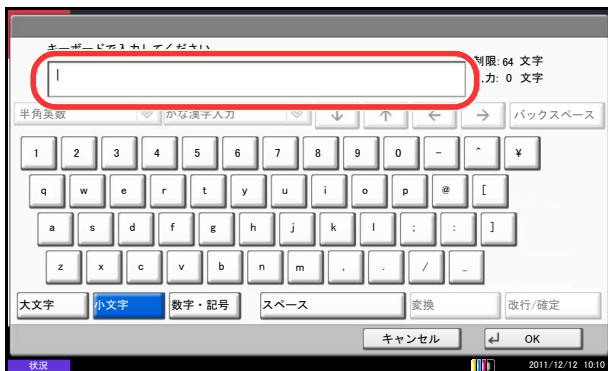 キーボードで入力してください。
制限: 64 文字
入力: 0 文字
半角英数 かな漢字入力 ↓ ↑ ← → バックスペース
1 2 3 4 5 6 7 8 9 0 - ^ ¥
q w e r t y u i o p @ [
a s d f g h j k l ; : ]
z x c v b n m , . / _
大文字 小文字 数字・記号 スペース 変換 改行/確定
キャンセル OK
状況 2011/12/12 10:10